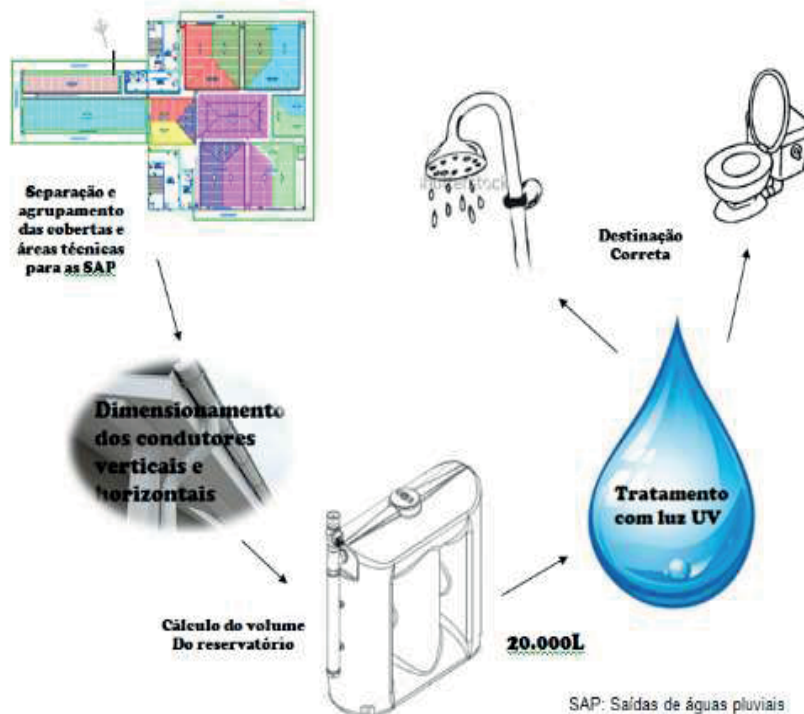 Separação e
agrupamento
das cobertas e
áreas técnicas
para as SAP
Dimensionamento
dos condutores
verticais e
horizontais
Cálculo do volume
Do reservatório
20.000L
Tratamento
com luz UV
Destinação
Correta
SAP: Saídas de águas pluviais